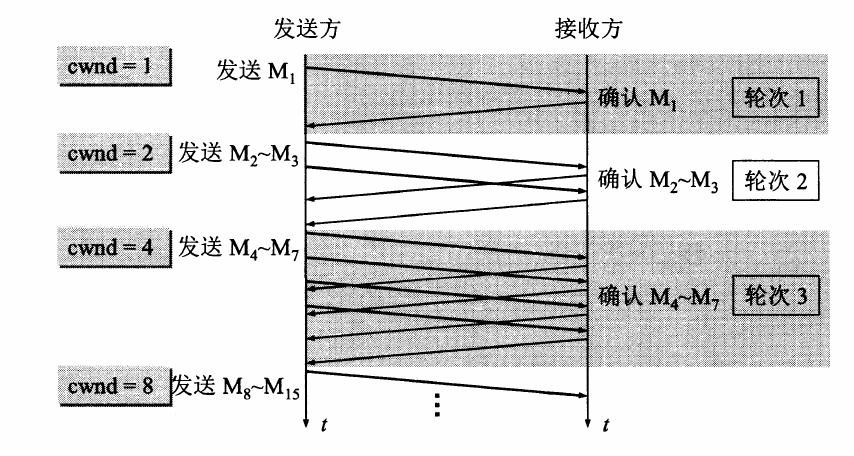 发送方 接收方
cwnd = 1 发送 M₁
确认 M₁ 轮次 1
cwnd = 2 发送 M₂~M₃
确认 M₂~M₃ 轮次 2
cwnd = 4 发送 M₄~M₇
确认 M₄~M₇ 轮次 3
cwnd = 8 发送 M₈~M₁₅
⋮
t t